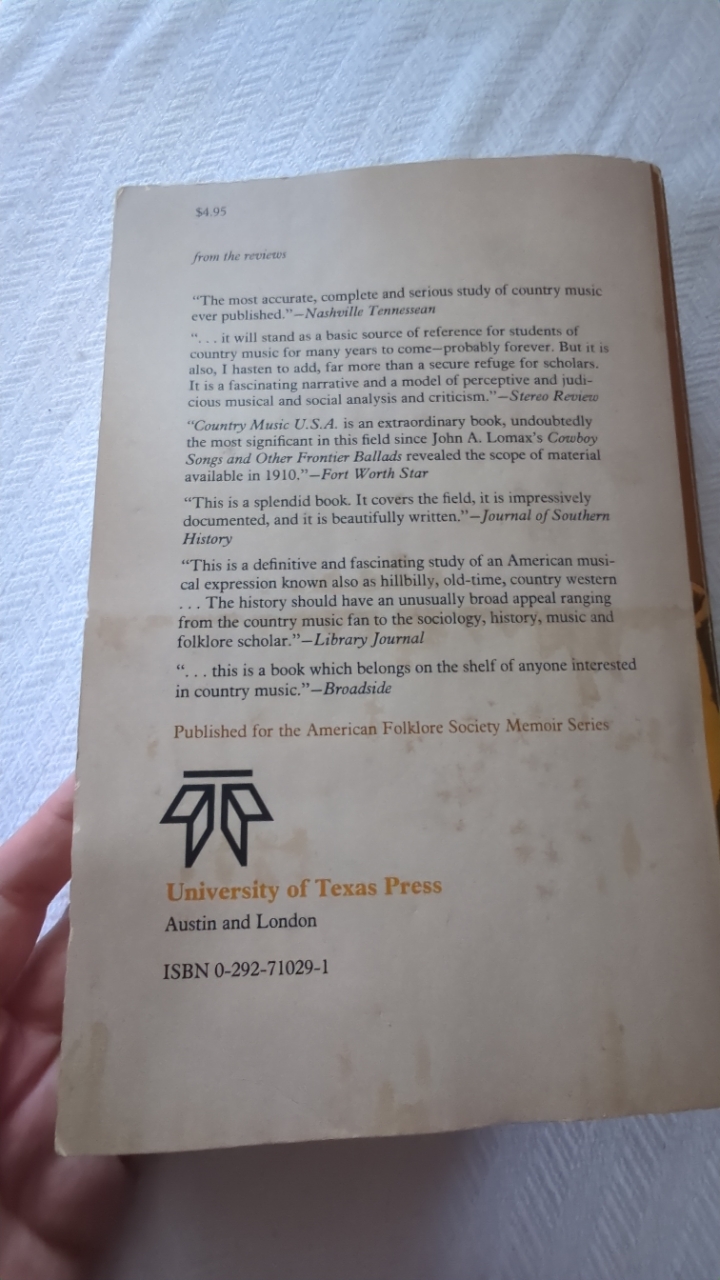 $4.95
from the reviews
“The most accurate, complete and serious study of country music
ever published.”—Nashville Tennessean
“. . . it will stand as a basic source of reference for students of
country music for many years to come—probably forever. But it is
also, I hasten to add, far more than a secure refuge for scholars.
It is a fascinating narrative and a model of perceptive and judi-
cious musical and social analysis and criticism.”—Stereo Review
“Country Music U.S.A. is an extraordinary book, undoubtedly
the most significant in this field since John A. Lomax’s Cowboy
Songs and Other Frontier Ballads revealed the scope of material
available in 1910.”—Fort Worth Star
“This is a splendid book. It covers the field, it is impressively
documented, and it is beautifully written.”—Journal of Southern
History
“This is a definitive and fascinating study of an American musi-
cal expression known also as hillbilly, old-time, country western
. . . The history should have an unusually broad appeal ranging
from the country music fan to the sociology, history, music and
folklore scholar.”—Library Journal
“. . . this is a book which belongs on the shelf of anyone interested
in country music.”—Broadside
Published for the American Folklore Society Memoir Series
University of Texas Press
Austin and London
ISBN 0-292-71029-1